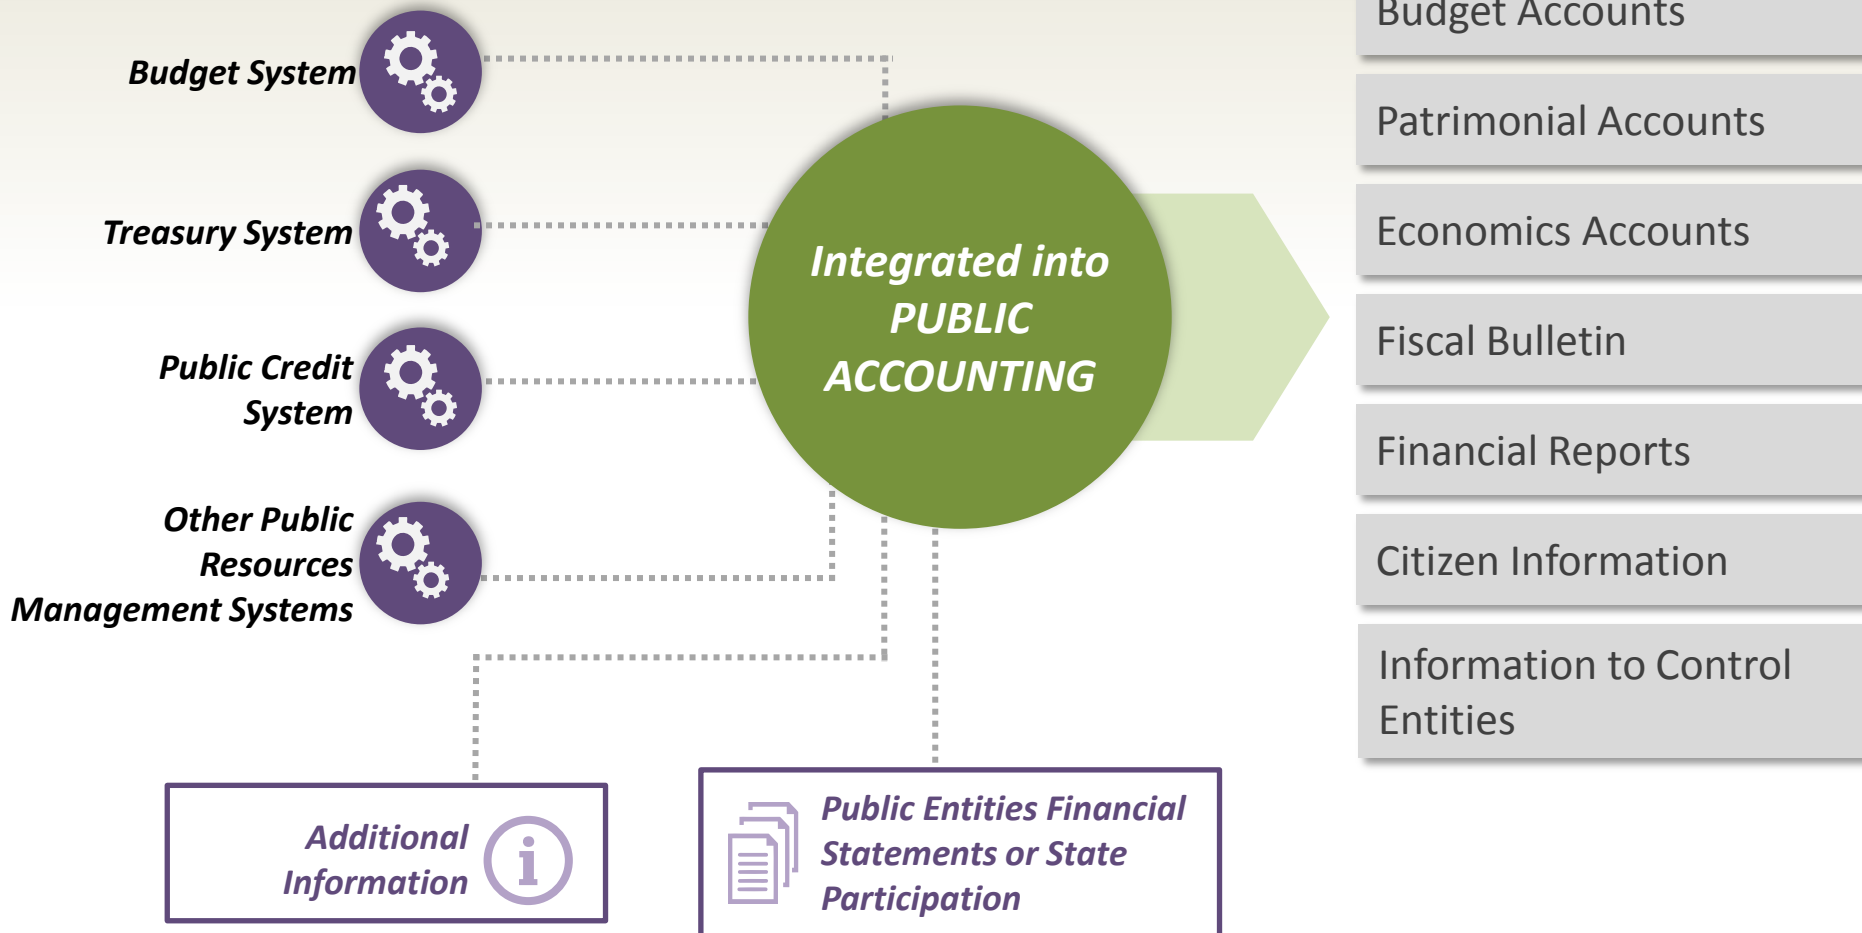 Budget System
Treasury System
Public Credit
System
Other Public
Resources
Management Systems
Integrated into
PUBLIC
ACCOUNTING
Additional
Information
Public Entities Financial
Statements or State
Participation
Budget Accounts
Patrimonial Accounts
Economics Accounts
Fiscal Bulletin
Financial Reports
Citizen Information
Information to Control
Entities